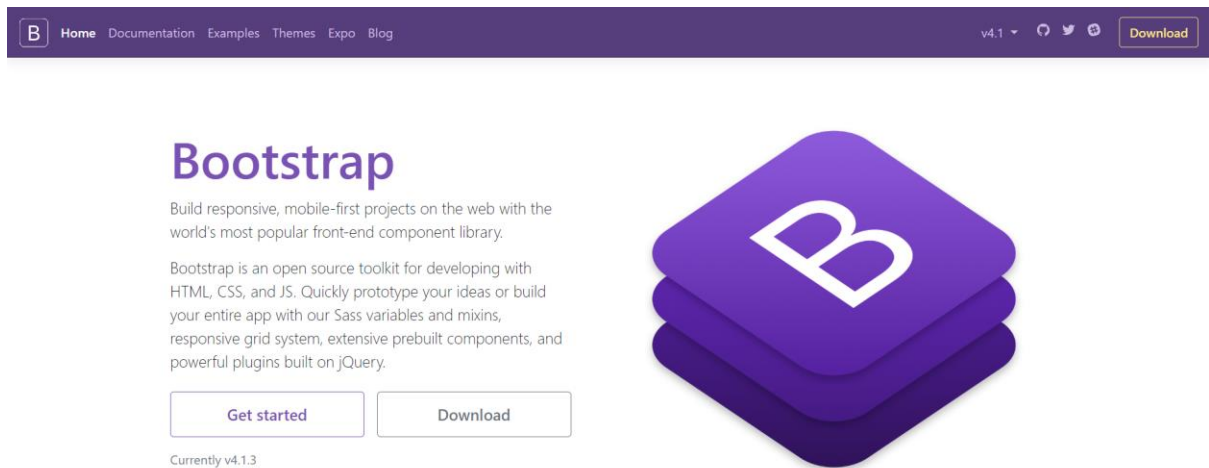 B Home Documentation Examples Themes Expo Blog v4.1 Download
Bootstrap
Build responsive, mobile-first projects on the web with the
world's most popular front-end component library.
Bootstrap is an open source toolkit for developing with
HTML, CSS, and JS. Quickly prototype your ideas or build
your entire app with our Sass variables and mixins,
responsive grid system, extensive prebuilt components, and
powerful plugins built on jQuery.
Get started Download
Currently v4.1.3
B